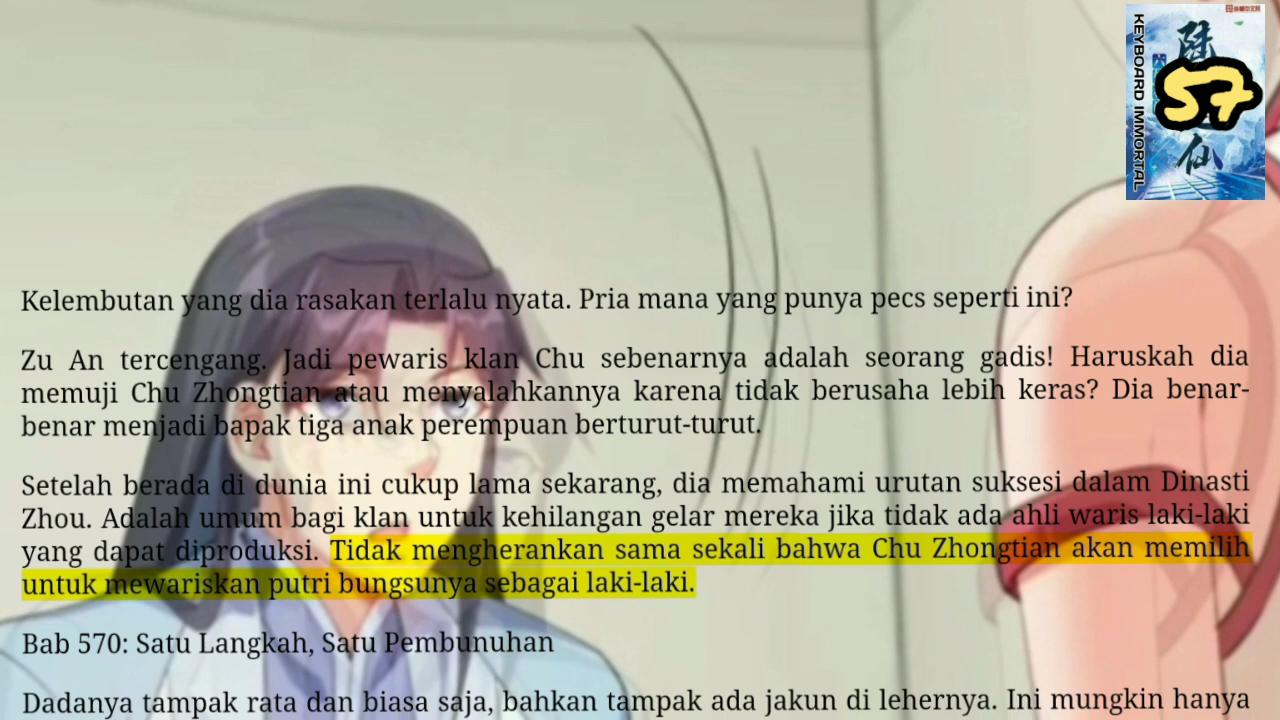 KEYBOARD IMMORTAL
57
仙
Kelembutan yang dia rasakan terlalu nyata. Pria mana yang punya pecs seperti ini?
Zu An tercengang. Jadi pewaris klan Chu sebenarnya adalah seorang gadis! Haruskah dia
memuji Chu Zhongtian atau menyalahkannya karena tidak berusaha lebih keras? Dia benar-
benar menjadi bapak tiga anak perempuan berturut-turut.
Setelah berada di dunia ini cukup lama sekarang, dia memahami urutan suksesi dalam Dinasti
Zhou. Adalah umum bagi klan untuk kehilangan gelar mereka jika tidak ada ahli waris laki-laki
yang dapat diproduksi. Tidak mengherankan sama sekali bahwa Chu Zhongtian akan memilih
untuk mewariskan putri bungsunya sebagai laki-laki.
Bab 570: Satu Langkah, Satu Pembunuhan
Dadanya tampak rata dan biasa saja, bahkan tampak ada jakun di lehernya. Ini mungkin hanya